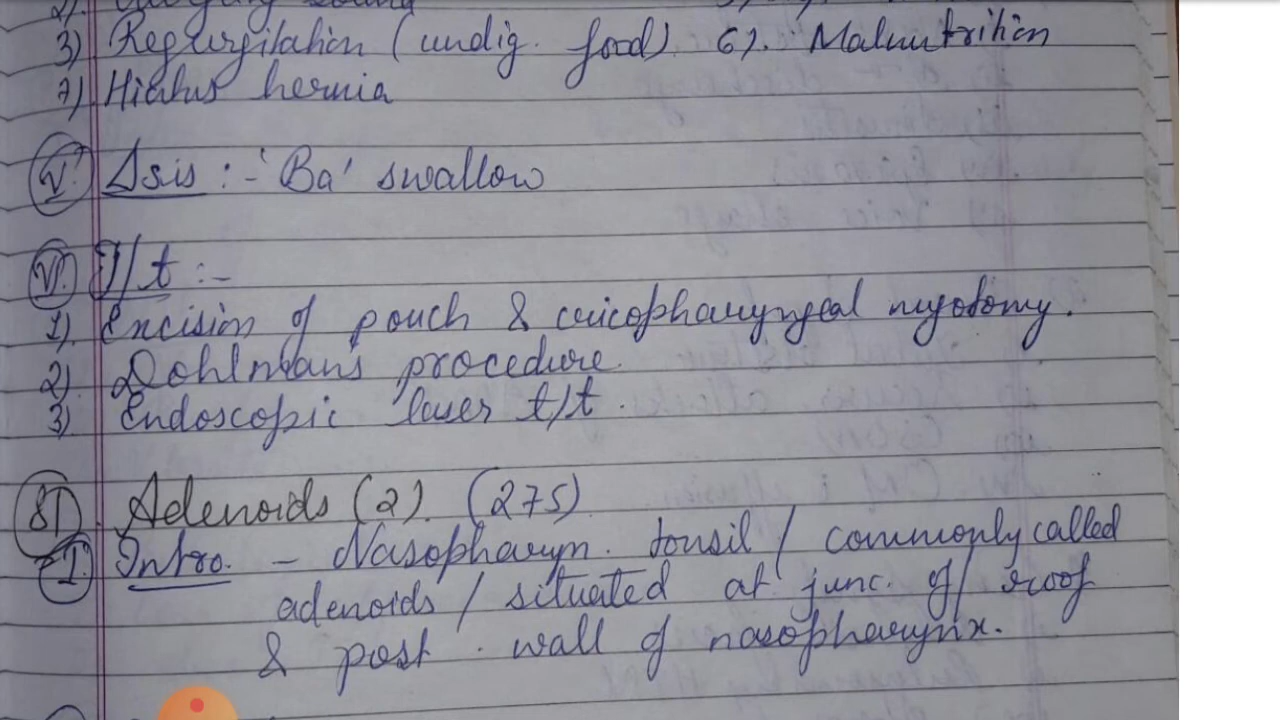 3) Regurgitation (undig. food). 6). Malnutrition
7) Hiatus hernia
V. Δsis :- 'Ba' swallow
VI. T/t :-
1). Excision of pouch & cricopharyngeal myotomy.
2) Dohlman's procedure.
3) Endoscopic laser t/t.
S1) Adenoids (2). (275)
I. Intro. - Nasopharyn. tonsil / commonly called
adenoids / situated at junc. of / roof
& post. wall of nasopharynx.